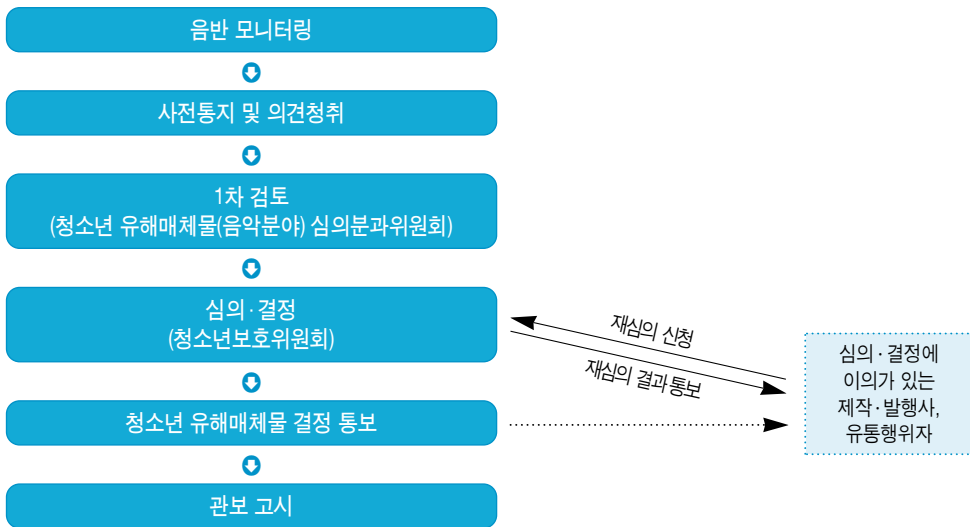 음반 모니터링
사전통지 및 의견청취
1차 검토
(청소년 유해매체물(음악분야) 심의분과위원회)
심의·결정
(청소년보호위원회)
재심의 신청
재심의 결과 통보
심의·결정에
이의가 있는
제작·발행사,
유통행위자
청소년 유해매체물 결정 통보
관보 고시